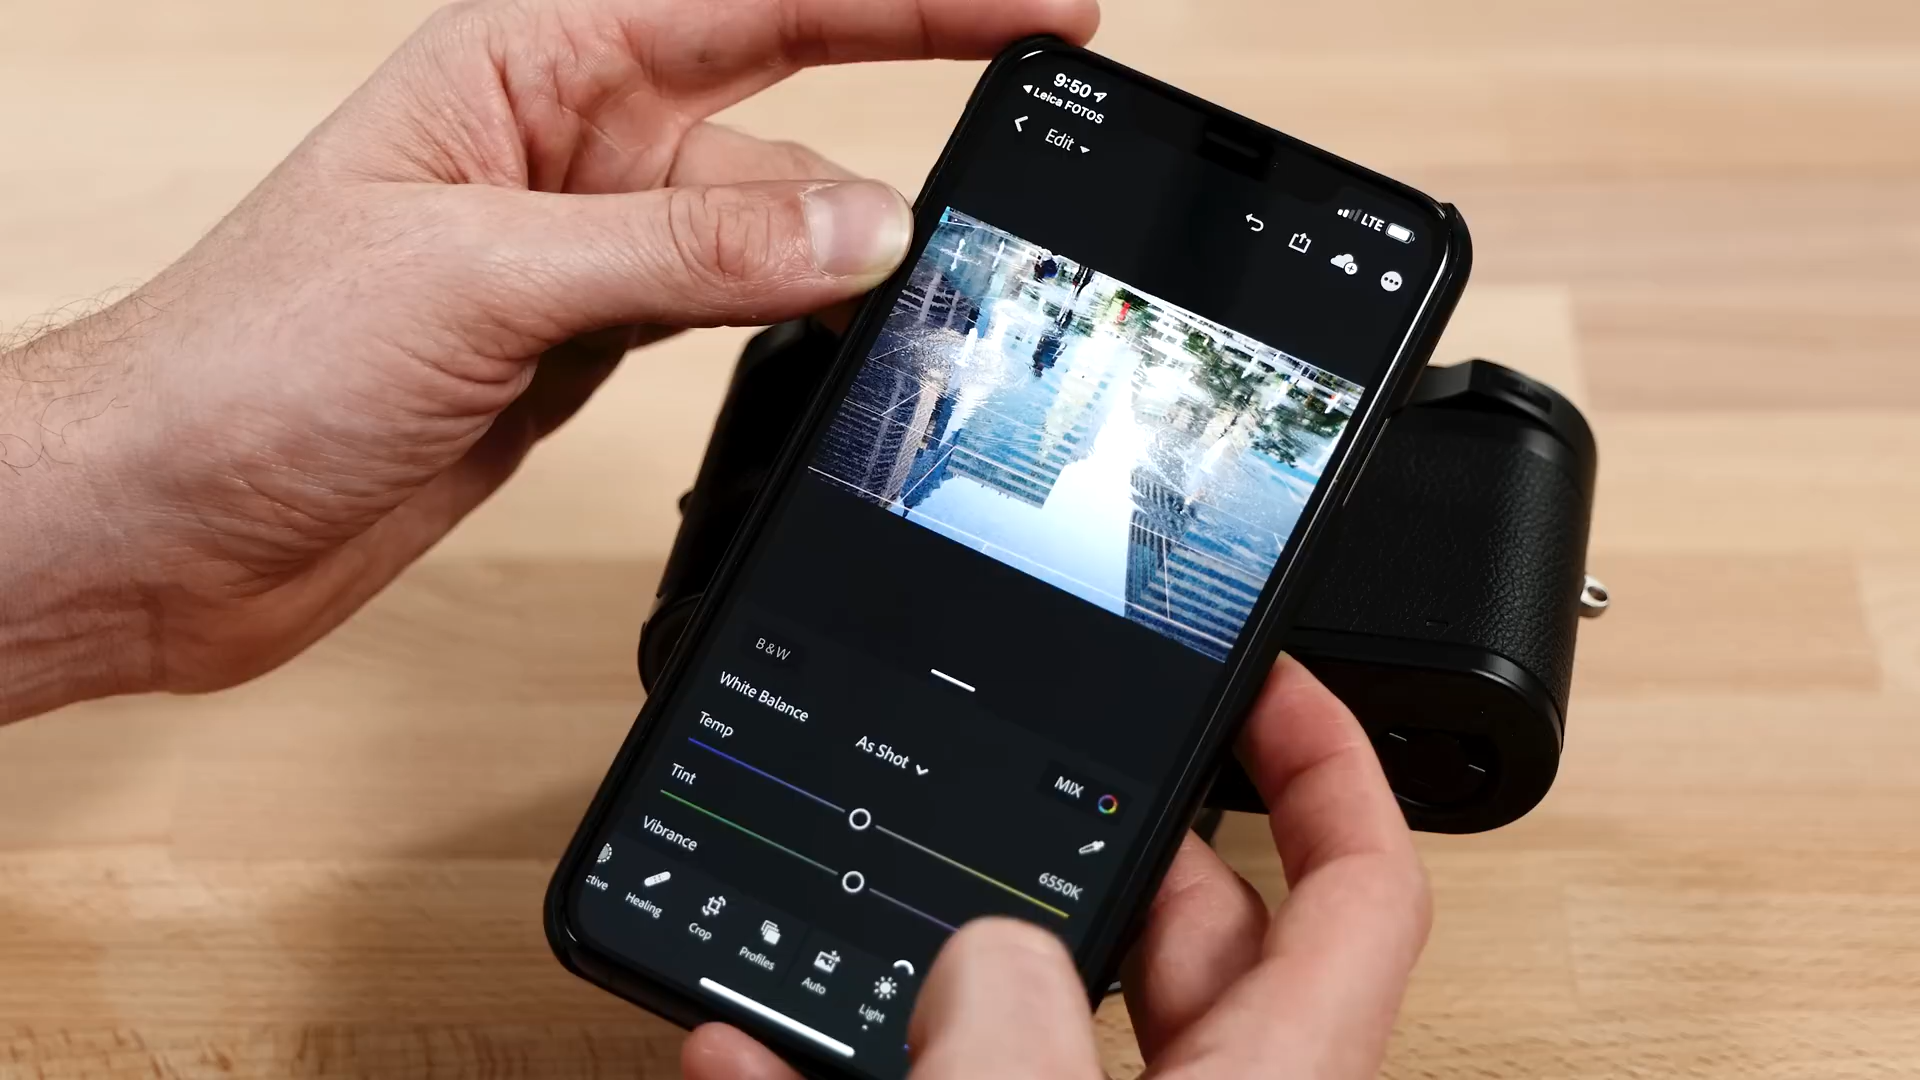 9:50
Leica FOTOS
Edit
LTE
B&W
White Balance
As Shot
MIX
Temp
6550K
Tint
Vibrance
ctive
Healing
Crop
Profiles
Auto
Light